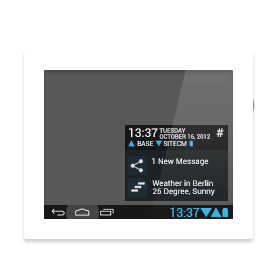 13:37 TUESDAY
OCTOBER 16, 2012 #
BASE SITECM
1 New Message
Weather in Berlin
25 Degree, Sunny
13:37